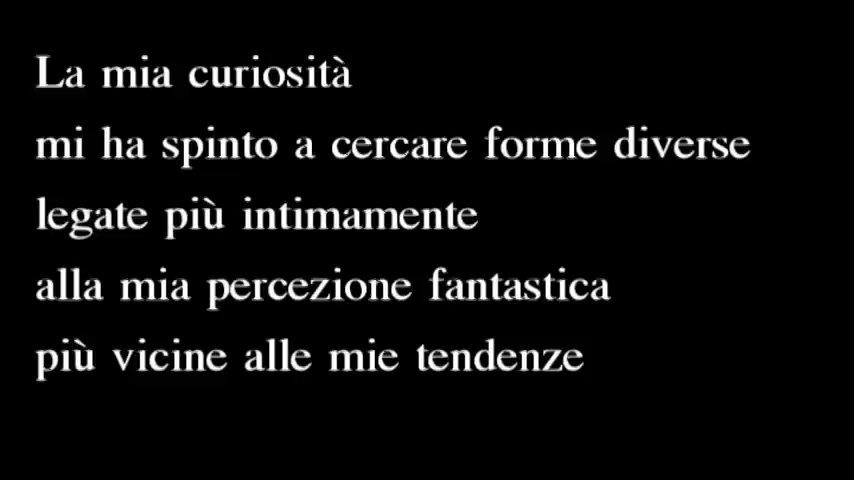 La mia curiosità
mi ha spinto a cercare forme diverse
legate più intimamente
alla mia percezione fantastica
più vicine alle mie tendenze